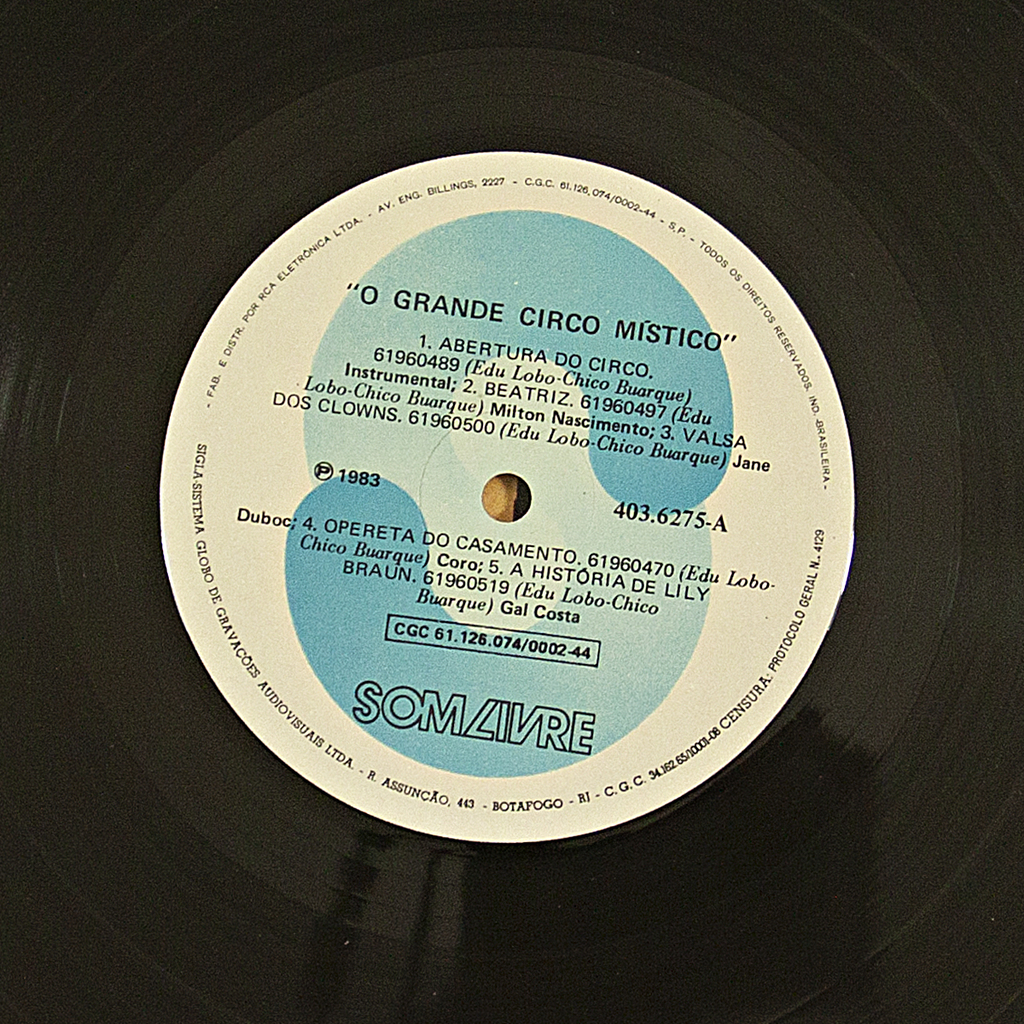 - FAB. E DISTR. POR RCA ELETRÔNICA LTDA. - AV. ENG. BILLINGS, 2227 - C.G.C. 61.126.074/0002-44 - S.P. - TODOS OS DIREITOS RESERVADOS. IND. BRASILEIRA -
"O GRANDE CIRCO MÍSTICO"
1. ABERTURA DO CIRCO.
61960489 (Edu Lobo-Chico Buarque)
Instrumental; 2. BEATRIZ. 61960497 (Edu
Lobo-Chico Buarque) Milton Nascimento; 3. VALSA
DOS CLOWNS. 61960500 (Edu Lobo-Chico Buarque) Jane
℗ 1983
403.6275-A
Duboc; 4. OPERETA DO CASAMENTO. 61960470 (Edu Lobo-
Chico Buarque) Coro; 5. A HISTÓRIA DE LILY
BRAUN. 61960519 (Edu Lobo-Chico
Buarque) Gal Costa
CGC 61.126.074/0002-44
SOM LIVRE
SIGLA-SISTEMA GLOBO DE GRAVAÇÕES AUDIOVISUAIS LTDA. - R. ASSUNÇÃO, 443 - BOTAFOGO - RJ - C.G.C. 34.162.651/0001-08 CENSURA: PROTOCOLO GERAL N.. 4129